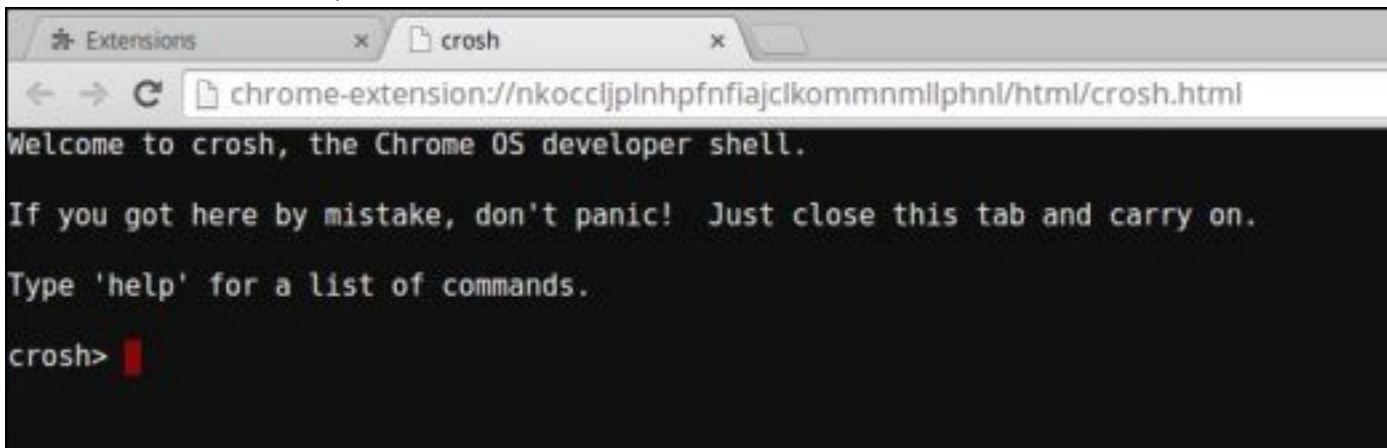 Extensions
crosh
chrome-extension://nkoccljplnhpfnfiajclkommnmllphnl/html/crosh.html
Welcome to crosh, the Chrome OS developer shell.
If you got here by mistake, don't panic!  Just close this tab and carry on.
Type 'help' for a list of commands.
crosh>